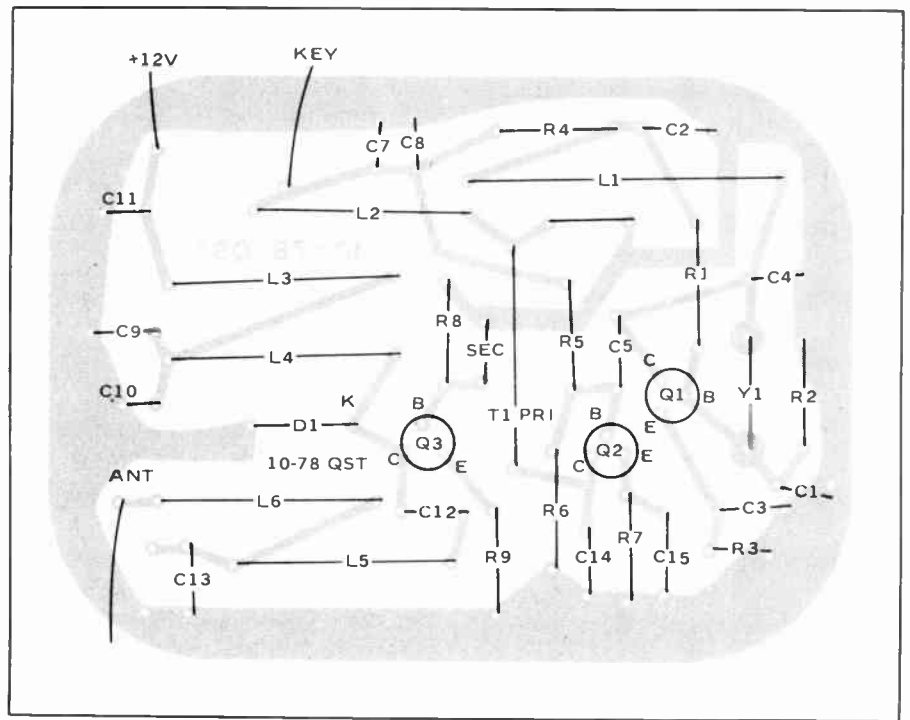 +12V
KEY
C7
C8
R4
C2
L1
C11
L2
R1
C4
L3
R8
SEC
R5
C5
C
C9
L4
Q1
B
Y1
R2
C10
K
B
T1 PRI
B
E
D1
Q3
Q2
E
C
E
C
10-78 QST
ANT
L6
C12
R6
R7
C3
C1
R9
C14
C15
R3
C13
L5